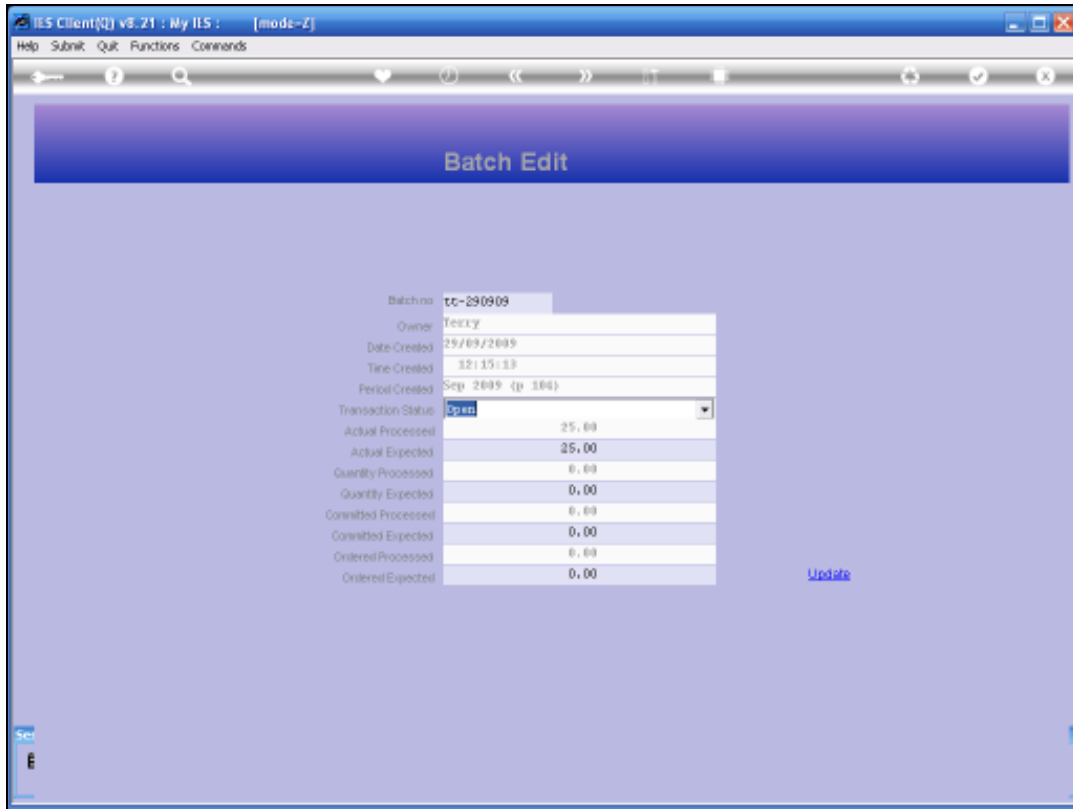 IES Client(Q) v8.21 : My IES : [mode-Z]
Help Submit Quit Functions Commands
Batch Edit
Batch no tt-290909
Owner Terry
Date Created 29/09/2009
Time Created 12:15:13
Period Created Sep 2009 (p 106)
Transaction Status Open
Actual Processed 25.00
Actual Expected 25.00
Quantity Processed 0.00
Quantity Expected 0.00
Committed Processed 0.00
Committed Expected 0.00
Ordered Processed 0.00
Ordered Expected 0.00 Update
Ses